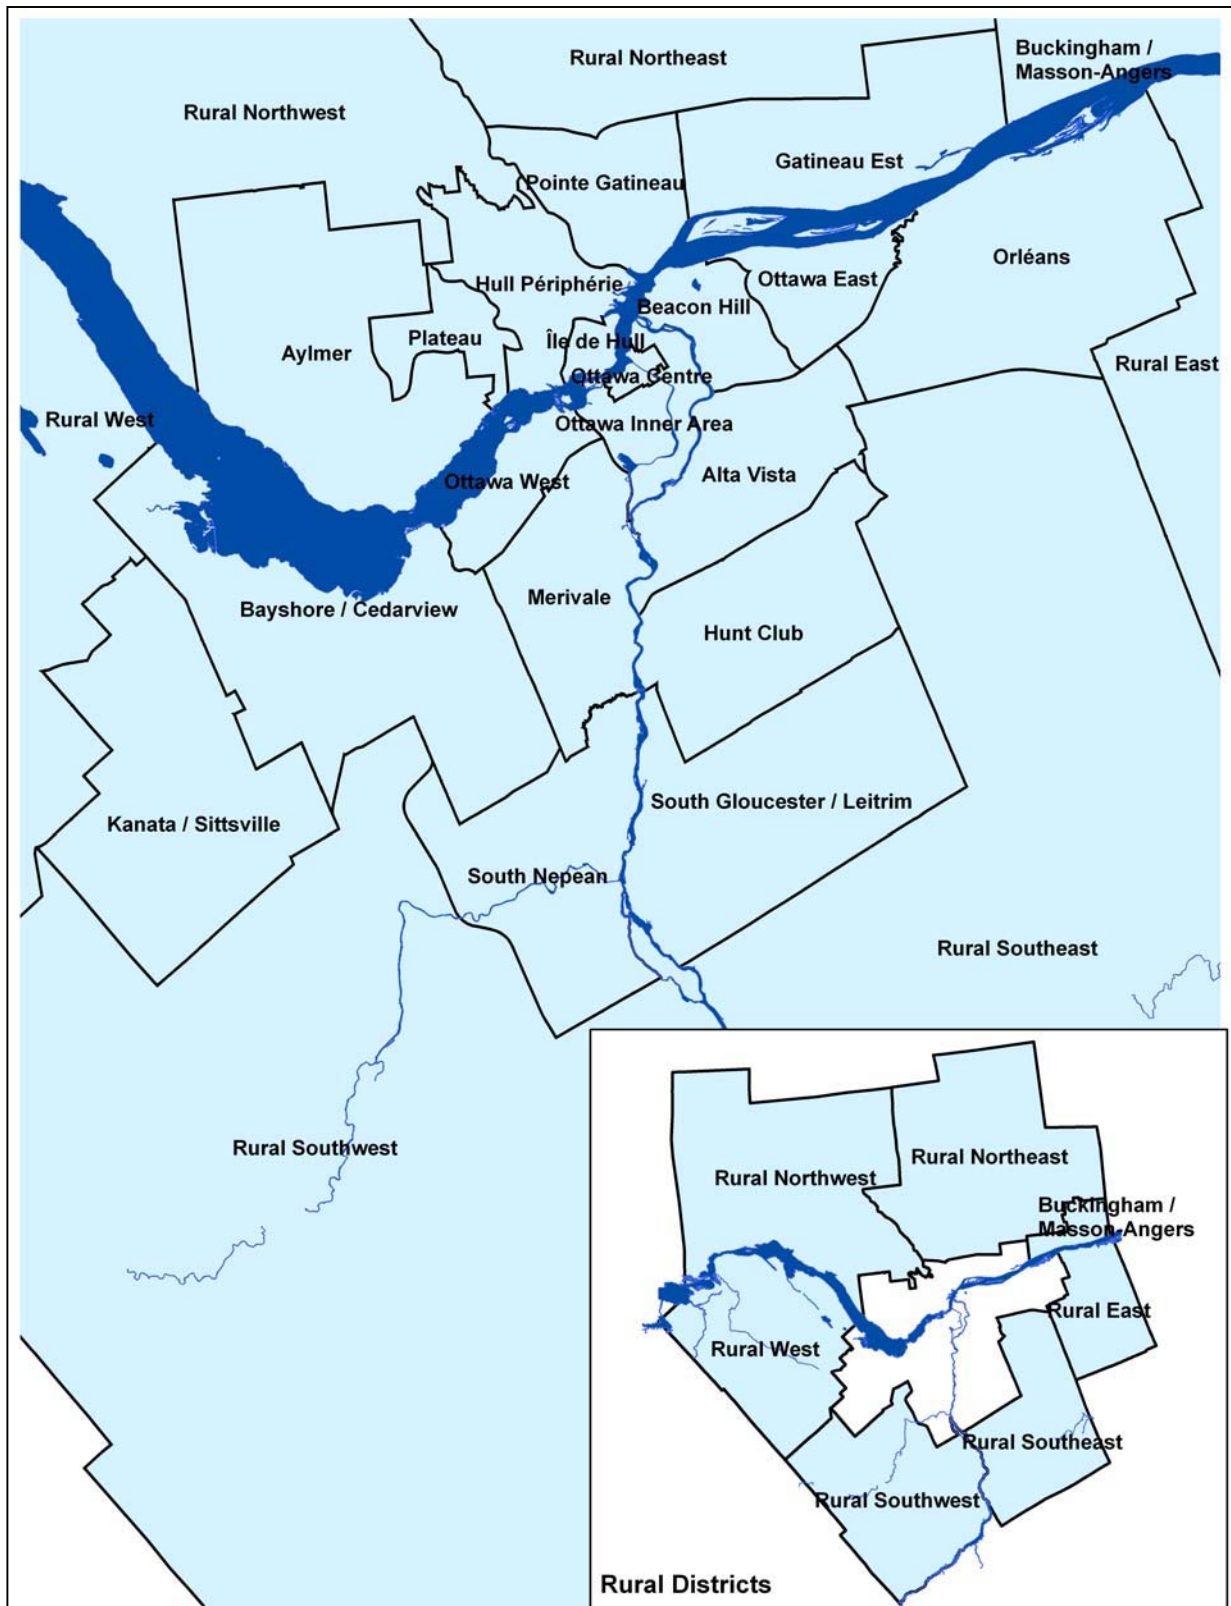 Rural Northeast
Buckingham /
Masson-Angers
Rural Northwest
Gatineau Est
Pointe Gatineau
Orléans
Ottawa East
Hull Périphérie
Beacon Hill
Plateau
Île de Hull
Aylmer
Rural East
Ottawa Centre
Rural West
Ottawa Inner Area
Alta Vista
Ottawa West
Merivale
Bayshore / Cedarview
Hunt Club
South Gloucester / Leitrim
Kanata / Sittsville
South Nepean
Rural Southeast
Rural Southwest
Rural Northeast
Rural Northwest
Buckingham /
Masson-Angers
Rural East
Rural West
Rural Southeast
Rural Southwest
Rural Districts